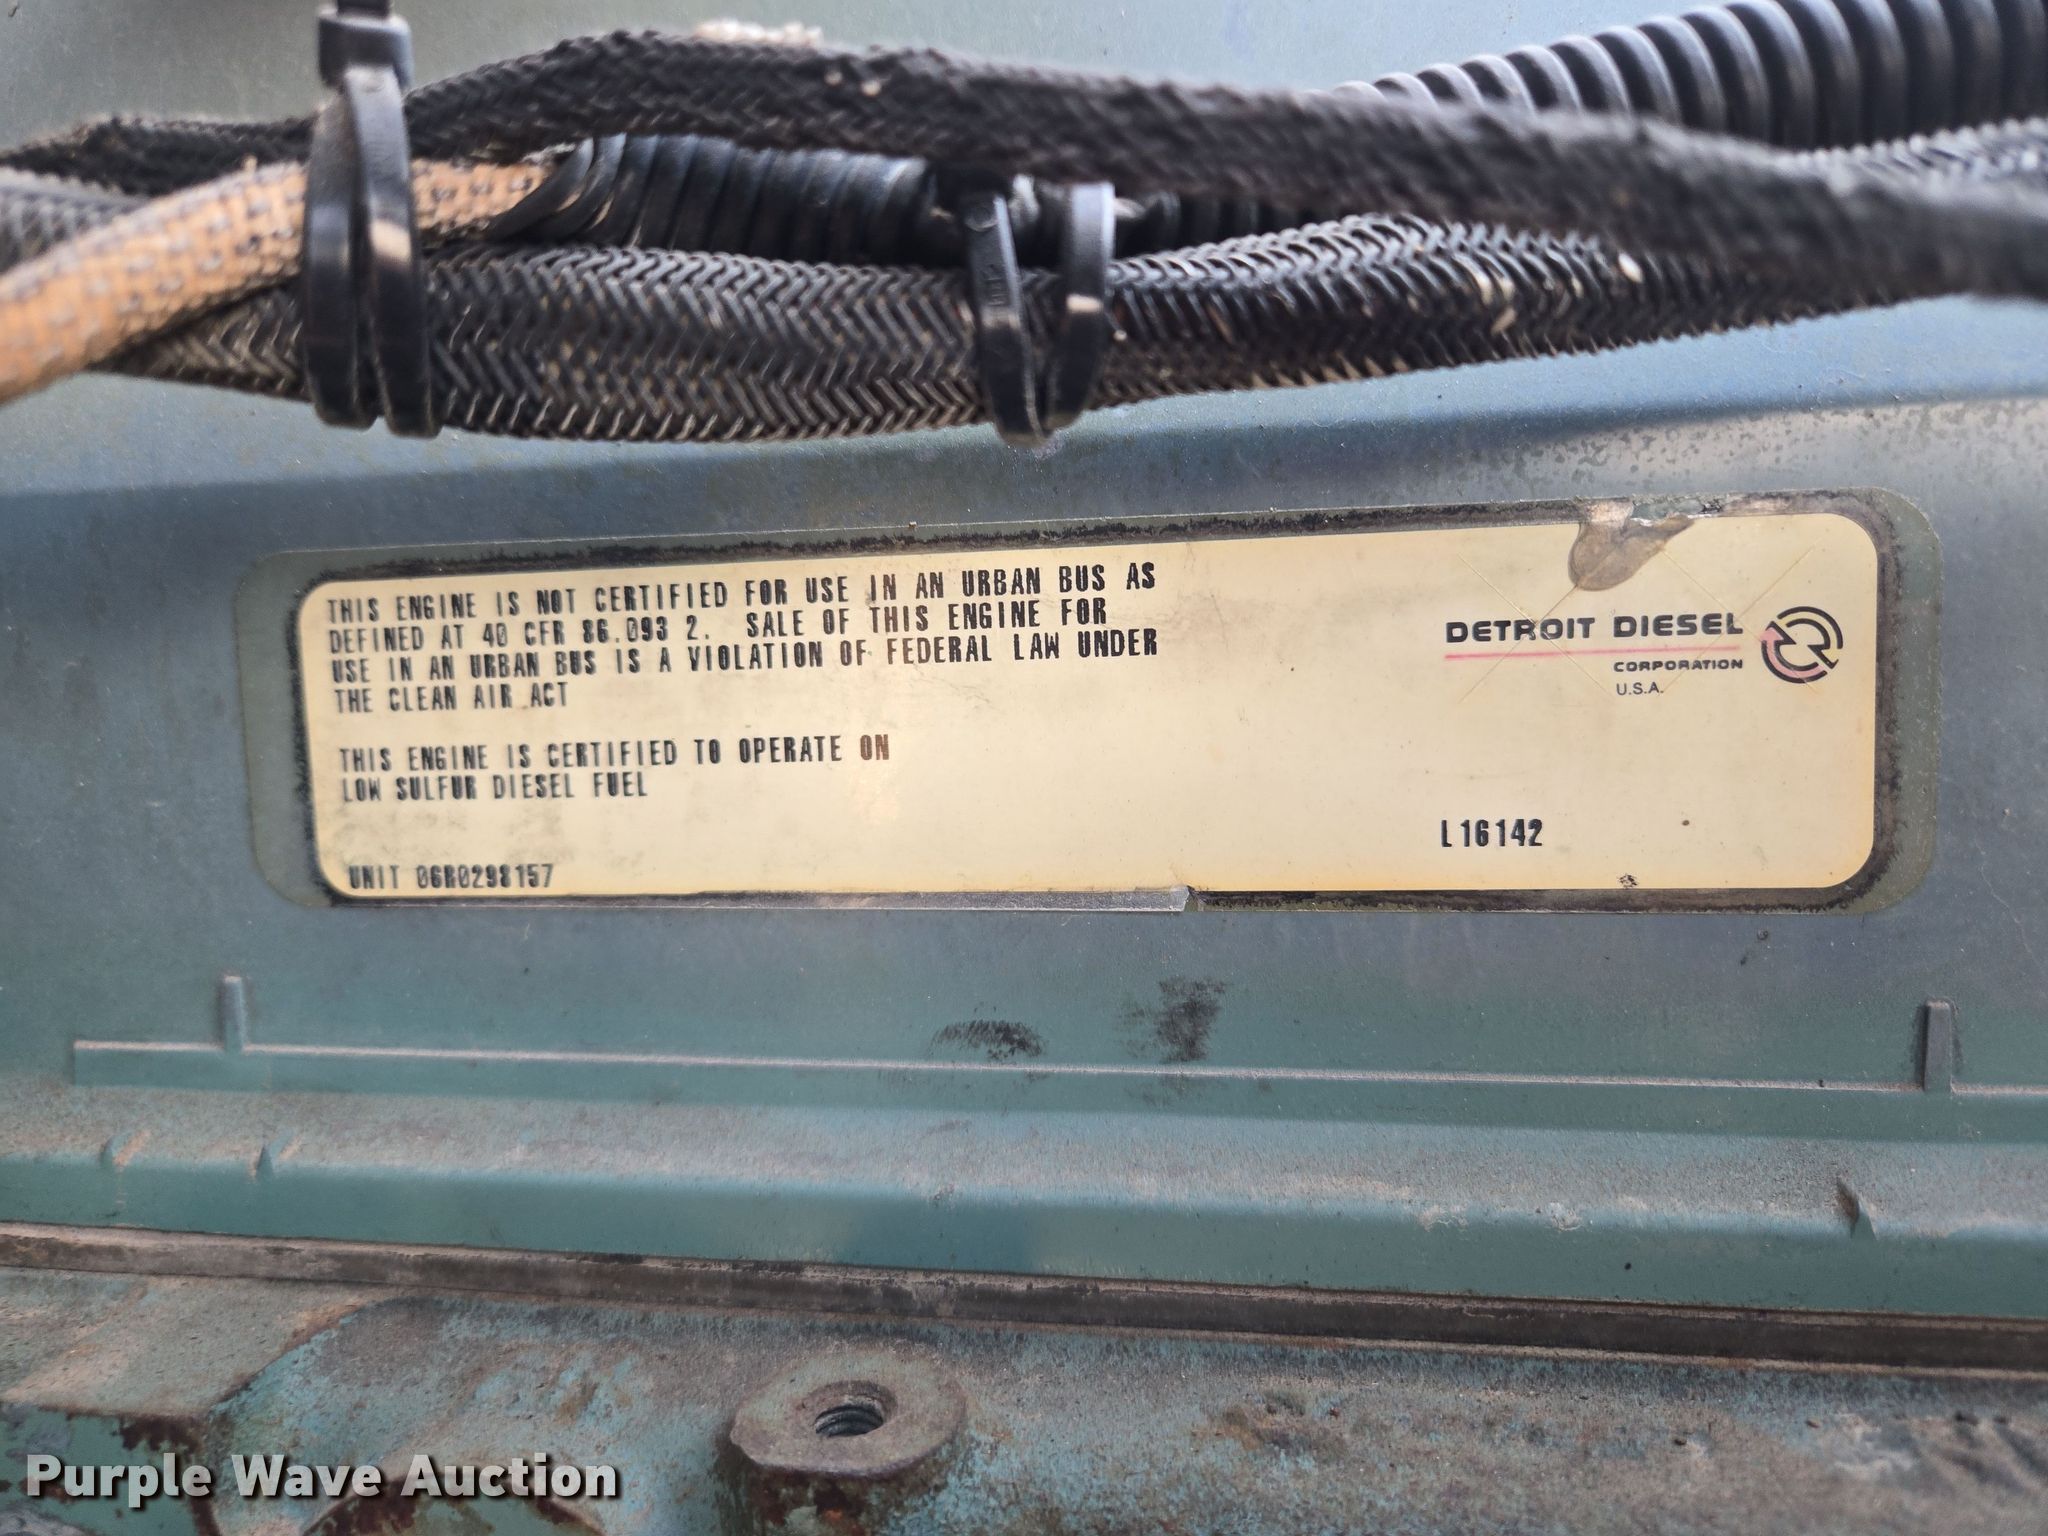 THIS ENGINE IS NOT CERTIFIED FOR USE IN AN URBAN BUS AS
DEFINED AT 40 CFR 86.093 2. SALE OF THIS ENGINE FOR
USE IN AN URBAN BUS IS A VIOLATION OF FEDERAL LAW UNDER
THE CLEAN AIR ACT
THIS ENGINE IS CERTIFIED TO OPERATE ON
LOW SULFUR DIESEL FUEL
UNIT 06R0298157
DETROIT DIESEL
CORPORATION
U.S.A.
L16142
Purple Wave Auction